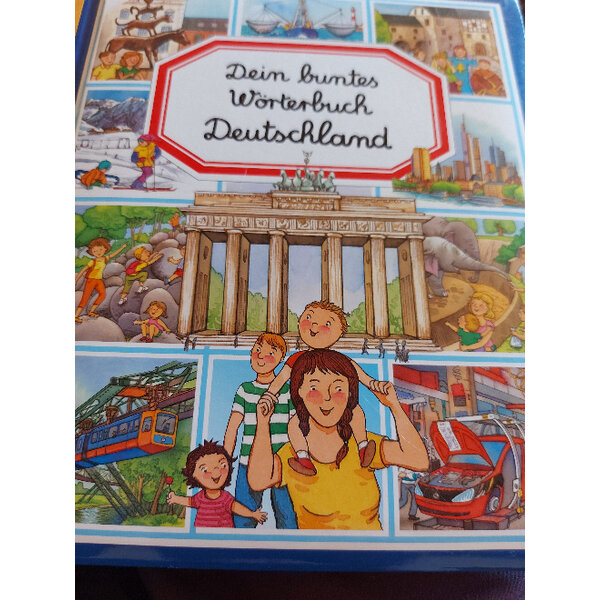 Dein buntes
Wörterbuch
Deutschland